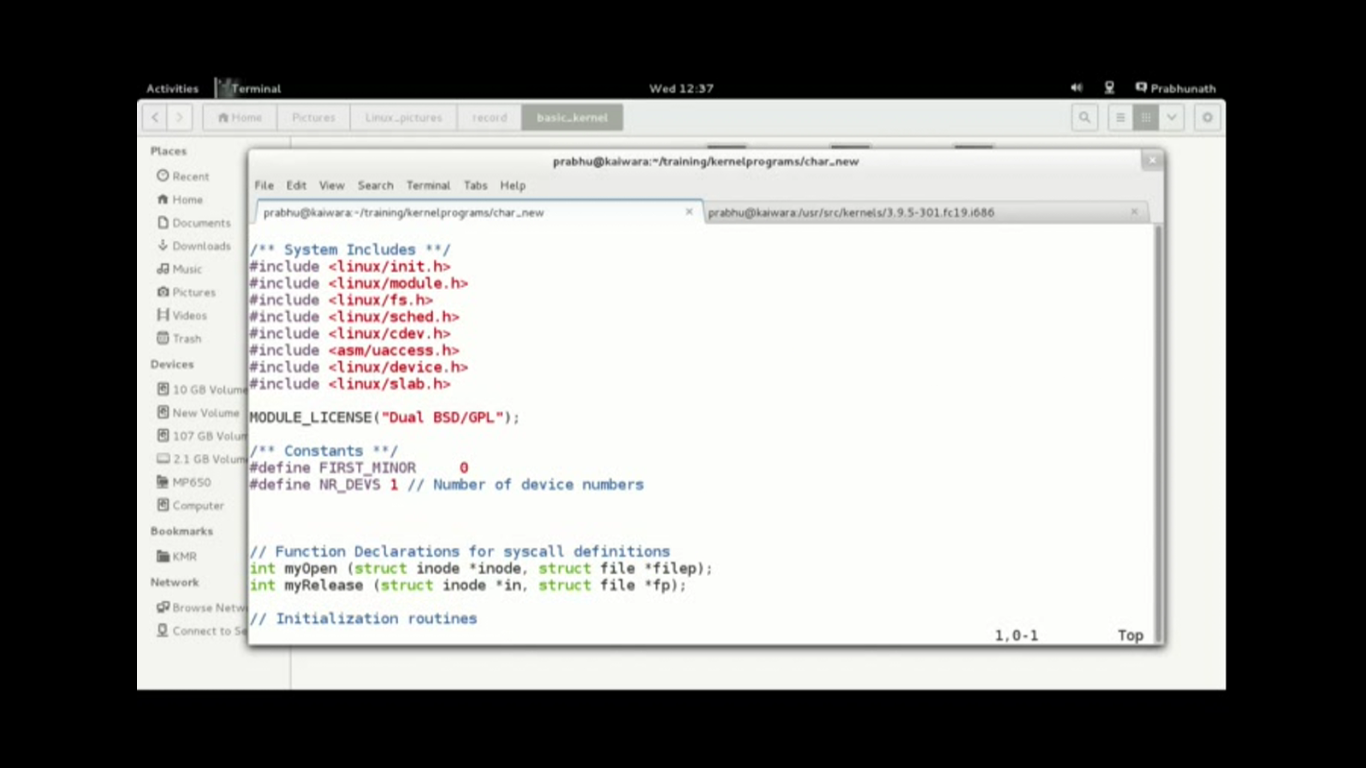 Activities Terminal Wed 12:37 Prabhunath
Home Pictures Linux_pictures record basic_kernel
Places
Recent
Home
Documents
Downloads
Music
Pictures
Videos
Trash
Devices
10 GB Volume
New Volume
107 GB Volum
2.1 GB Volum
MP650
Computer
Bookmarks
KMR
Network
Browse Netw
Connect to Se
prabhu@kaiwara:~/training/kernelprograms/char_new
File Edit View Search Terminal Tabs Help
prabhu@kaiwara:~/training/kernelprograms/char_new prabhu@kaiwara:/usr/src/kernels/3.9.5-301.fc19.i686
/** System Includes **/
#include <linux/init.h>
#include <linux/module.h>
#include <linux/fs.h>
#include <linux/sched.h>
#include <linux/cdev.h>
#include <asm/uaccess.h>
#include <linux/device.h>
#include <linux/slab.h>
MODULE_LICENSE("Dual BSD/GPL");
/** Constants **/
#define FIRST_MINOR 0
#define NR_DEVS 1 // Number of device numbers
// Function Declarations for syscall definitions
int myOpen (struct inode *inode, struct file *filep);
int myRelease (struct inode *in, struct file *fp);
// Initialization routines
1,0-1 Top